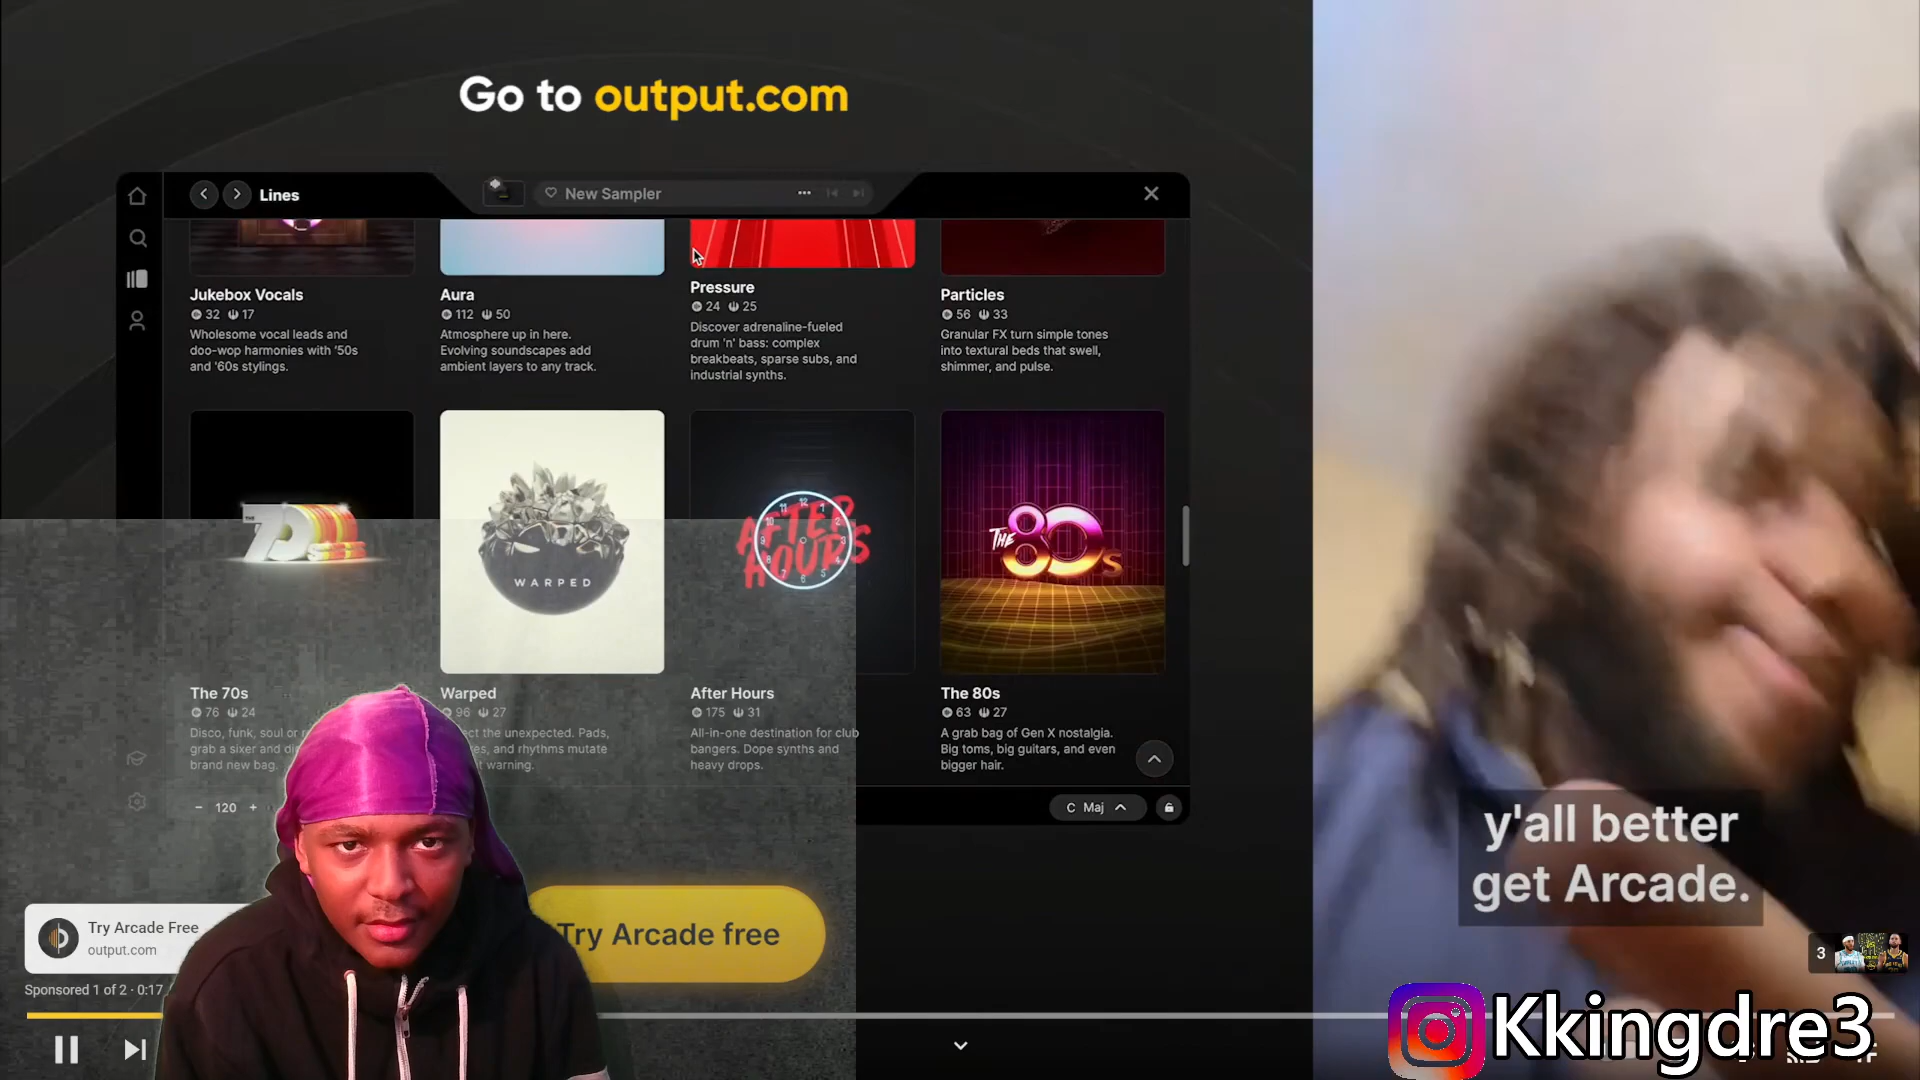 Go to output.com
Lines
New Sampler
Jukebox Vocals
32 17
Wholesome vocal leads and
doo-wop harmonies with '50s
and '60s stylings.
Aura
112 50
Atmosphere up in here.
Evolving soundscapes add
ambient layers to any track.
Pressure
24 25
Discover adrenaline-fueled
drum 'n' bass: complex
breakbeats, sparse subs, and
industrial synths.
Particles
56 33
Granular FX turn simple tones
into textural beds that swell,
shimmer, and pulse.
THE 70
WARPED
AFTER
HOURS
THE 80s
The 70s
76 24
Disco, funk, soul or
grab a sixer and
brand new bag.
Warped
96 27
the unexpected. Pads,
and rhythms mutate
warning.
After Hours
175 31
All-in-one destination for club
bangers. Dope synths and
heavy drops.
The 80s
63 27
A grab bag of Gen X nostalgia.
Big toms, big guitars, and even
bigger hair.
− 120 +
C Maj
y'all better
get Arcade.
Try Arcade Free
output.com
Try Arcade free
Sponsored 1 of 2 · 0:17
3
Kkingdre3